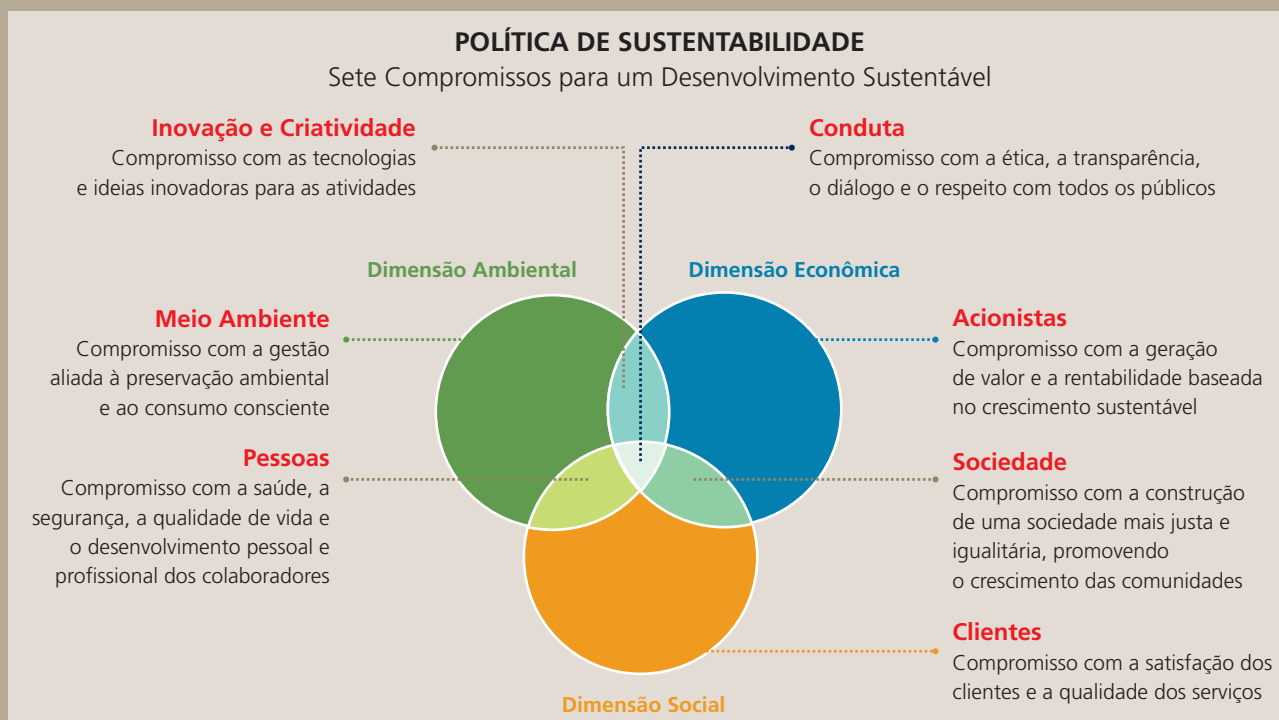 POLÍTICA DE SUSTENTABILIDADE
Sete Compromissos para um Desenvolvimento Sustentável
Inovação e Criatividade
Compromisso com as tecnologias
e ideias inovadoras para as atividades
Conduta
Compromisso com a ética, a transparência,
o diálogo e o respeito com todos os públicos
Dimensão Ambiental
Dimensão Econômica
Meio Ambiente
Compromisso com a gestão
aliada à preservação ambiental
e ao consumo consciente
Acionistas
Compromisso com a geração
de valor e a rentabilidade baseada
no crescimento sustentável
Pessoas
Compromisso com a saúde, a
segurança, a qualidade de vida e
o desenvolvimento pessoal e
profissional dos colaboradores
Sociedade
Compromisso com a construção
de uma sociedade mais justa e
igualitária, promovendo
o crescimento das comunidades
Clientes
Compromisso com a satisfação dos
clientes e a qualidade dos serviços
Dimensão Social